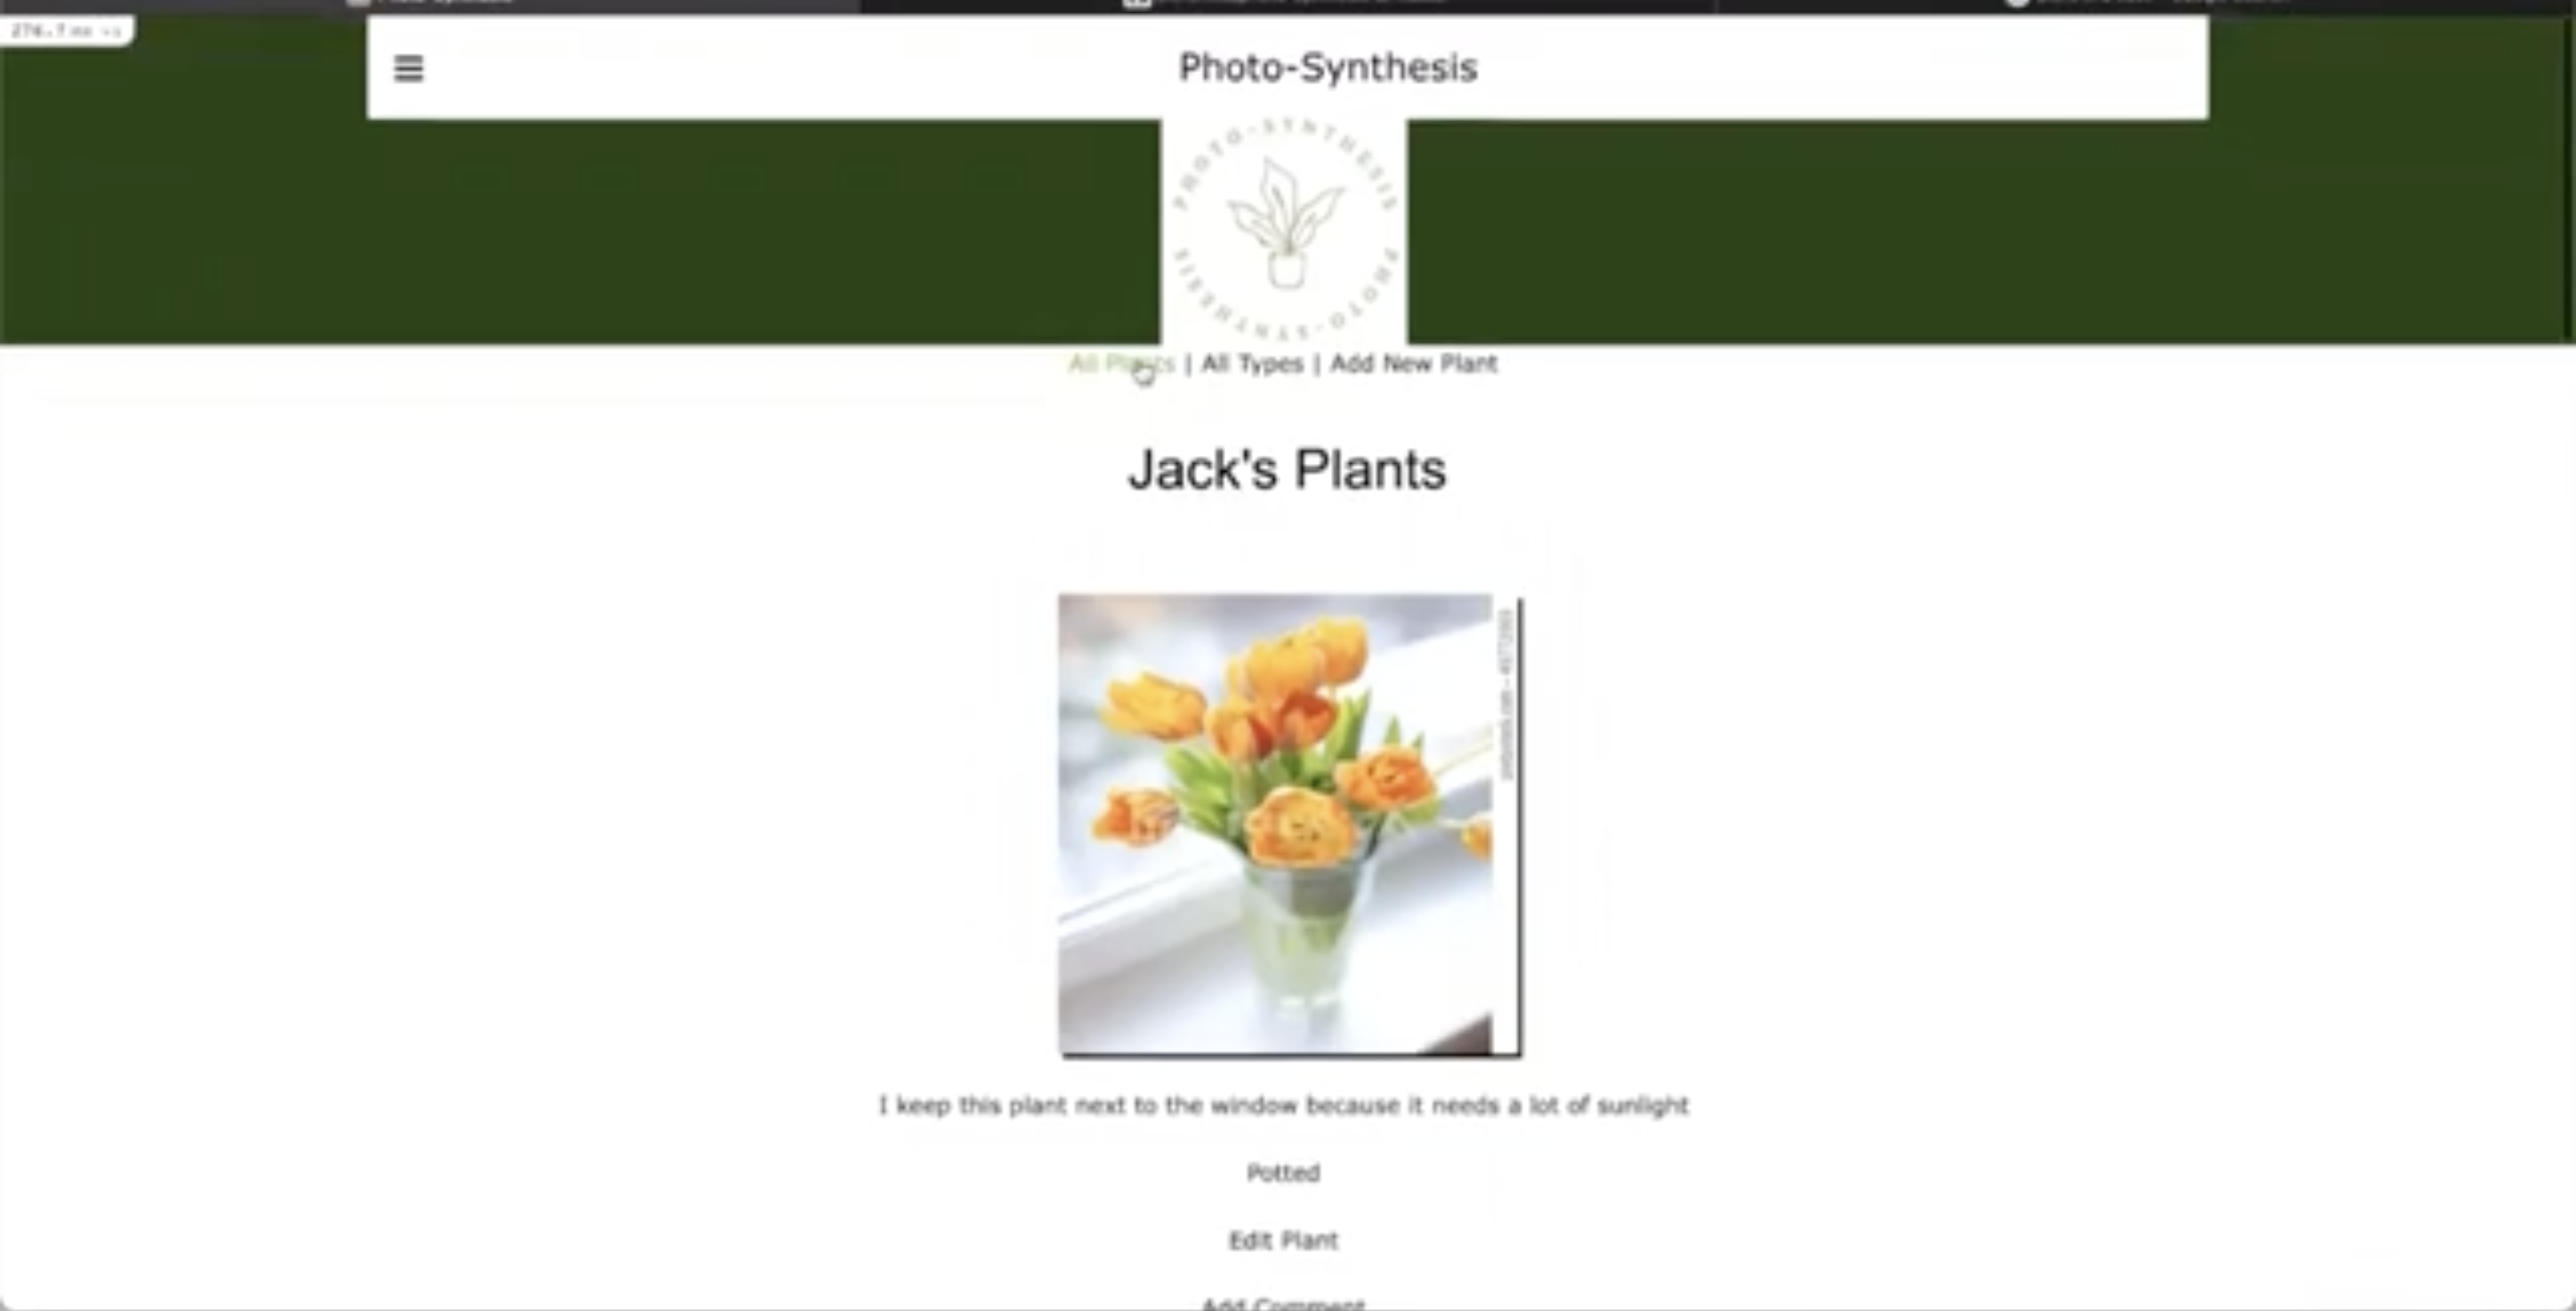 Photo-Synthesis
PHOTO-SYNTHESIS
PHOTO-SYNTHESIS
All Plants | All Types | Add New Plant
Jack's Plants
I keep this plant next to the window because it needs a lot of sunlight
Potted
Edit Plant
Add Comment